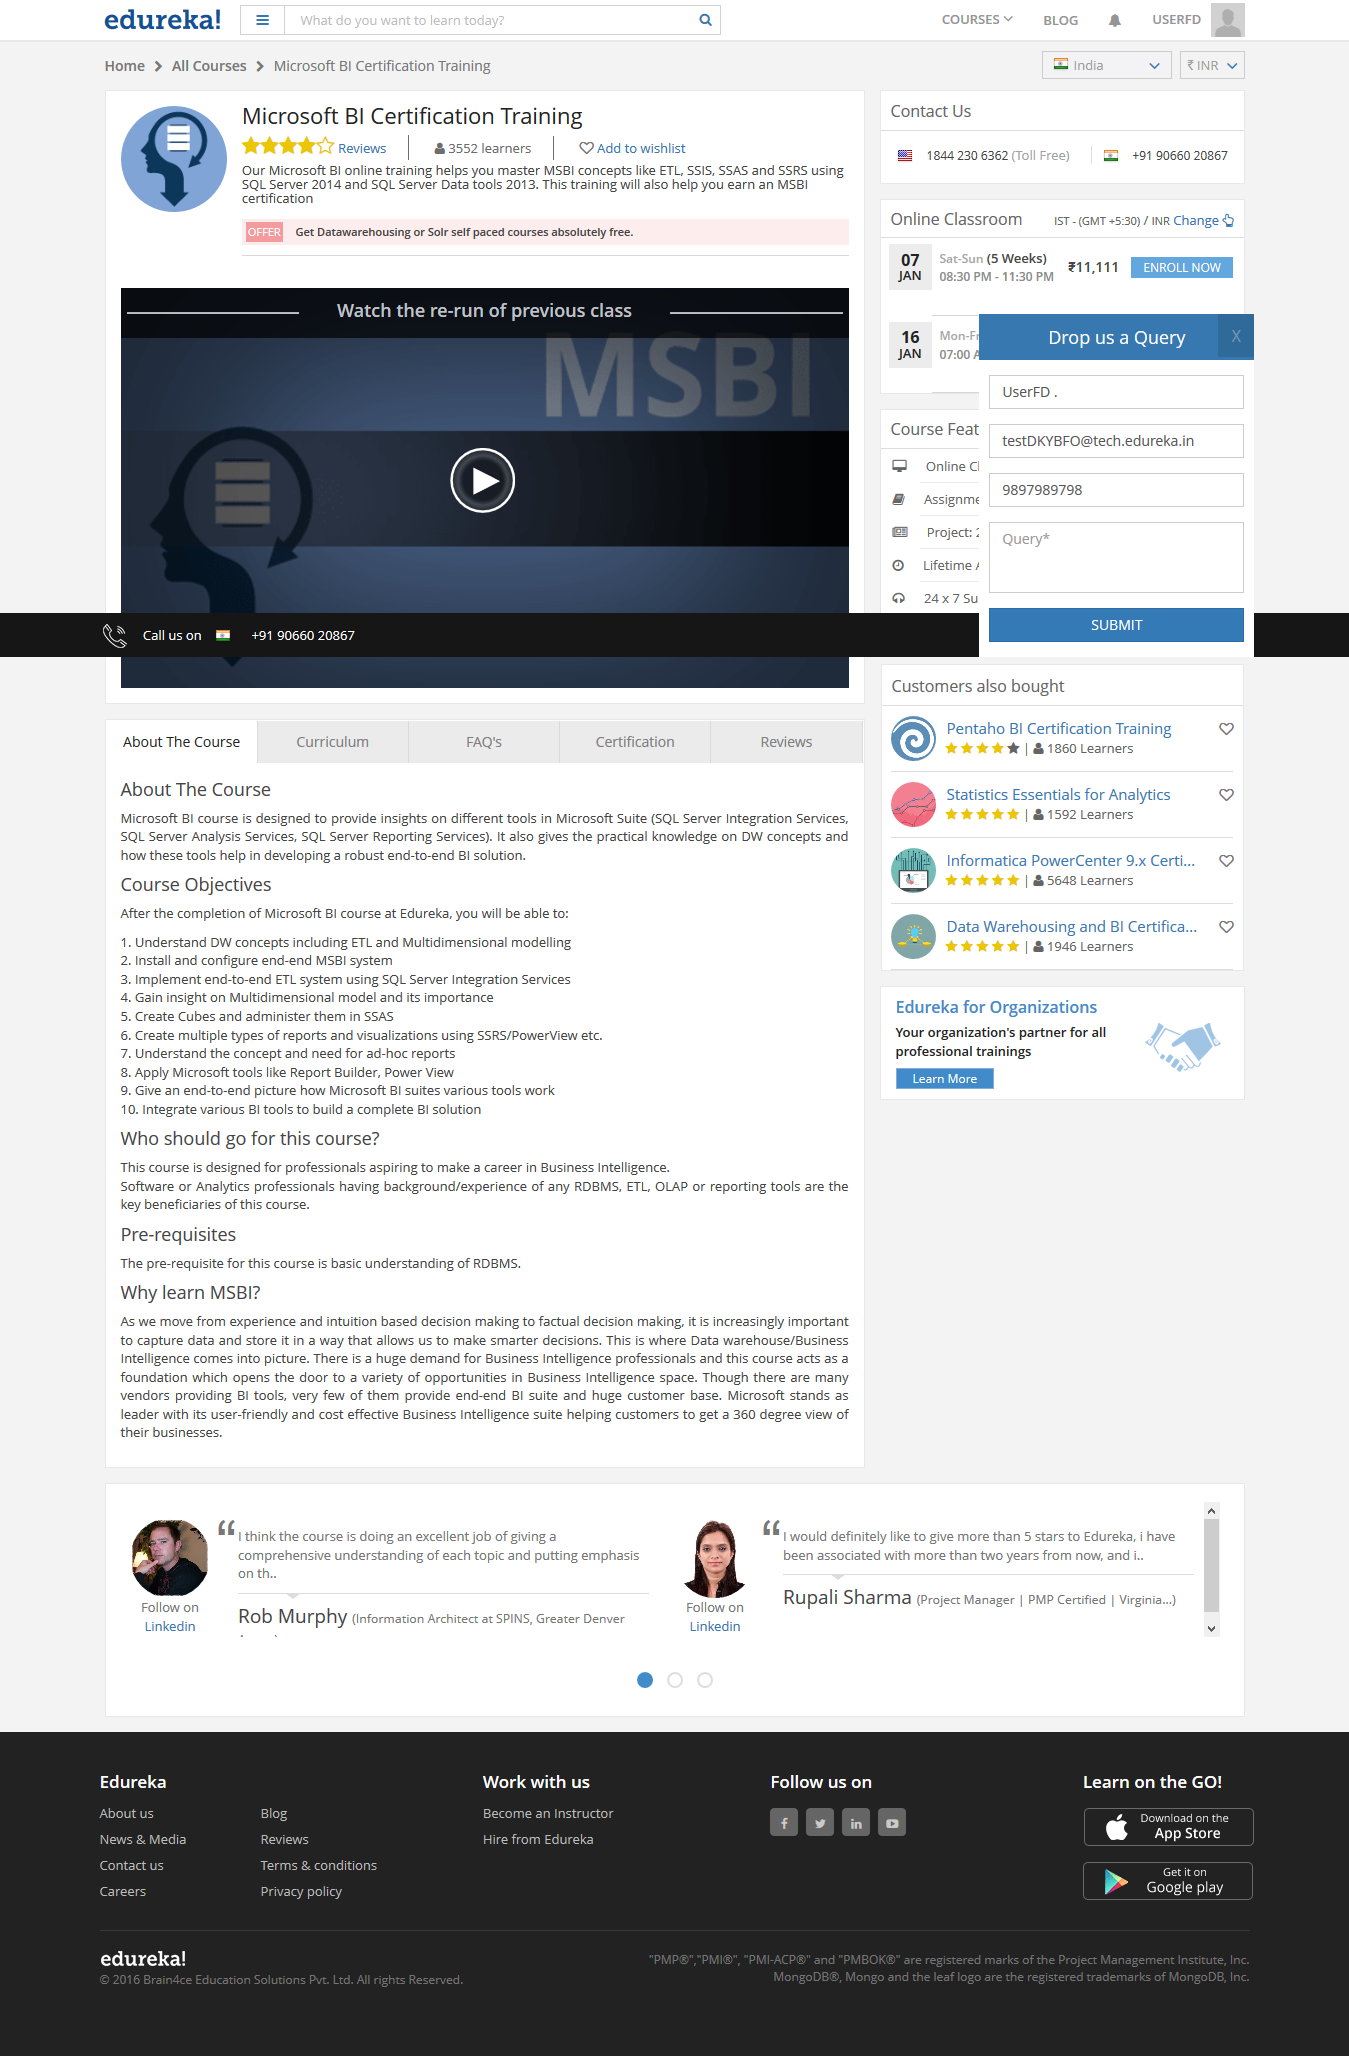 edureka!
What do you want to learn today?
COURSES
BLOG
USERFD
Home > All Courses > Microsoft BI Certification Training
India
₹ INR
Microsoft BI Certification Training
Reviews
3552 learners
Add to wishlist
Our Microsoft BI online training helps you master MSBI concepts like ETL, SSIS, SSAS and SSRS using
SQL Server 2014 and SQL Server Data tools 2013. This training will also help you earn an MSBI
certification
OFFER Get Datawarehousing or Solr self paced courses absolutely free.
Watch the re-run of previous class
MSBI
Contact Us
1844 230 6362 (Toll Free)
+91 90660 20867
Online Classroom
IST - (GMT +5:30) / INR Change
07
JAN
Sat-Sun (5 Weeks)
08:30 PM - 11:30 PM
₹11,111
ENROLL NOW
16
JAN
Mon-Fr
07:00 A
Drop us a Query
X
UserFD .
testDKYBFO@tech.edureka.in
9897989798
Query*
SUBMIT
Course Feat
Online Cl
Assignme
Project: 2
Lifetime A
24 x 7 Su
Call us on
+91 90660 20867
Customers also bought
Pentaho BI Certification Training
| 1860 Learners
Statistics Essentials for Analytics
| 1592 Learners
Informatica PowerCenter 9.x Certi...
| 5648 Learners
Data Warehousing and BI Certifica...
| 1946 Learners
Edureka for Organizations
Your organization's partner for all
professional trainings
Learn More
About The Course
Curriculum
FAQ's
Certification
Reviews
About The Course
Microsoft BI course is designed to provide insights on different tools in Microsoft Suite (SQL Server Integration Services,
SQL Server Analysis Services, SQL Server Reporting Services). It also gives the practical knowledge on DW concepts and
how these tools help in developing a robust end-to-end BI solution.
Course Objectives
After the completion of Microsoft BI course at Edureka, you will be able to:
1. Understand DW concepts including ETL and Multidimensional modelling
2. Install and configure end-end MSBI system
3. Implement end-to-end ETL system using SQL Server Integration Services
4. Gain insight on Multidimensional model and its importance
5. Create Cubes and administer them in SSAS
6. Create multiple types of reports and visualizations using SSRS/PowerView etc.
7. Understand the concept and need for ad-hoc reports
8. Apply Microsoft tools like Report Builder, Power View
9. Give an end-to-end picture how Microsoft BI suites various tools work
10. Integrate various BI tools to build a complete BI solution
Who should go for this course?
This course is designed for professionals aspiring to make a career in Business Intelligence.
Software or Analytics professionals having background/experience of any RDBMS, ETL, OLAP or reporting tools are the
key beneficiaries of this course.
Pre-requisites
The pre-requisite for this course is basic understanding of RDBMS.
Why learn MSBI?
As we move from experience and intuition based decision making to factual decision making, it is increasingly important
to capture data and store it in a way that allows us to make smarter decisions. This is where Data warehouse/Business
Intelligence comes into picture. There is a huge demand for Business Intelligence professionals and this course acts as a
foundation which opens the door to a variety of opportunities in Business Intelligence space. Though there are many
vendors providing BI tools, very few of them provide end-end BI suite and huge customer base. Microsoft stands as
leader with its user-friendly and cost effective Business Intelligence suite helping customers to get a 360 degree view of
their businesses.
“ I think the course is doing an excellent job of giving a
comprehensive understanding of each topic and putting emphasis
on th..
Rob Murphy (Information Architect at SPINS, Greater Denver
Follow on
Linkedin
“ I would definitely like to give more than 5 stars to Edureka, i have
been associated with more than two years from now, and i..
Rupali Sharma (Project Manager | PMP Certified | Virginia...)
Follow on
Linkedin
Edureka
About us
News & Media
Contact us
Careers
Blog
Reviews
Terms & conditions
Privacy policy
Work with us
Become an Instructor
Hire from Edureka
Follow us on
Learn on the GO!
Download on the
App Store
Get it on
Google play
edureka!
© 2016 Brain4ce Education Solutions Pvt. Ltd. All rights Reserved.
"PMP®","PMI®", "PMI-ACP®" and "PMBOK®" are registered marks of the Project Management Institute, Inc.
MongoDB®, Mongo and the leaf logo are the registered trademarks of MongoDB, Inc.